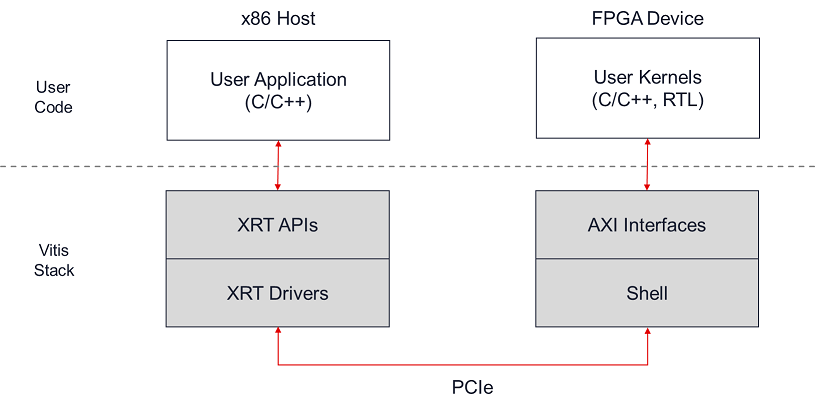 x86 Host
FPGA Device
User
Code
User Application
(C/C++)
User Kernels
(C/C++, RTL)
Vitis
Stack
XRT APIs
AXI Interfaces
XRT Drivers
Shell
PCIe